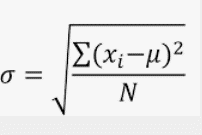 σ = √(∑(xᵢ−μ)² / N)